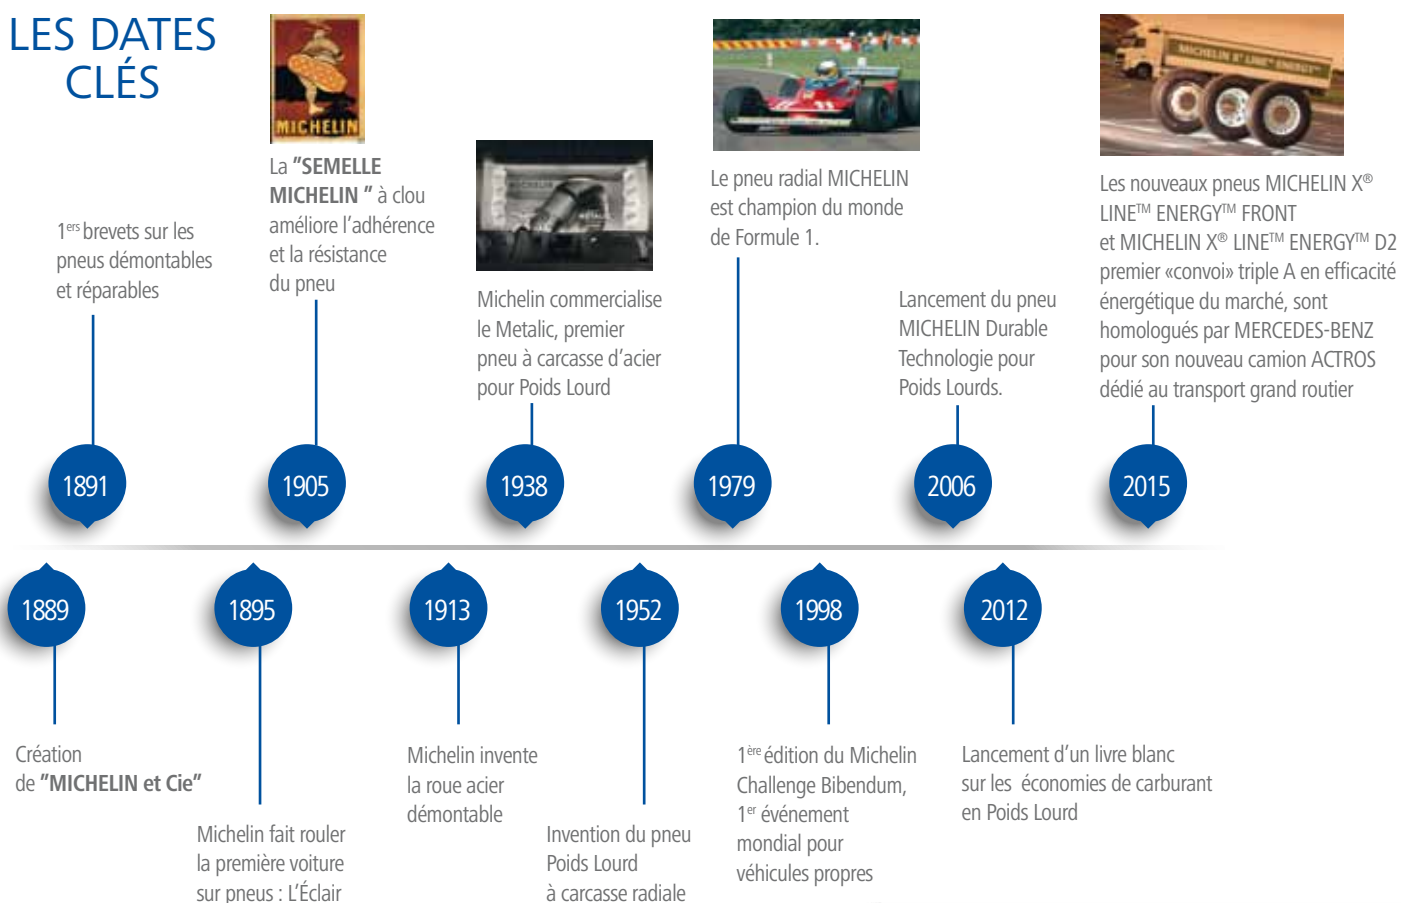 LES DATES
CLÉS
MICHELIN
La "SEMELLE
MICHELIN " à clou
améliore l'adhérence
et la résistance
du pneu
1ers brevets sur les
pneus démontables
et réparables
Michelin commercialise
le Metalic, premier
pneu à carcasse d'acier
pour Poids Lourd
Le pneu radial MICHELIN
est champion du monde
de Formule 1.
Lancement du pneu
MICHELIN Durable
Technologie pour
Poids Lourds.
MICHELIN X® LINE™ ENERGY™
Les nouveaux pneus MICHELIN X®
LINE™ ENERGY™ FRONT
et MICHELIN X® LINE™ ENERGY™ D2
premier «convoi» triple A en efficacité
énergétique du marché, sont
homologués par MERCEDES-BENZ
pour son nouveau camion ACTROS
dédié au transport grand routier
1891
1905
1938
1979
2006
2015
1889
1895
1913
1952
1998
2012
Création
de "MICHELIN et Cie"
Michelin fait rouler
la première voiture
sur pneus : L'Éclair
Michelin invente
la roue acier
démontable
Invention du pneu
Poids Lourd
à carcasse radiale
1ère édition du Michelin
Challenge Bibendum,
1er événement
mondial pour
véhicules propres
Lancement d'un livre blanc
sur les économies de carburant
en Poids Lourd